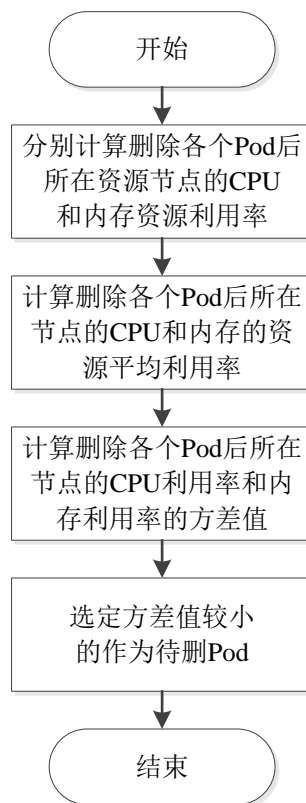 开始
分别计算删除各个Pod后
所在资源节点的CPU
和内存资源利用率
计算删除各个Pod后所在
节点的CPU和内存的资
源平均利用率
计算删除各个Pod后所在
节点的CPU利用率和内
存利用率的方差值
选定方差值较小
的作为待删Pod
结束